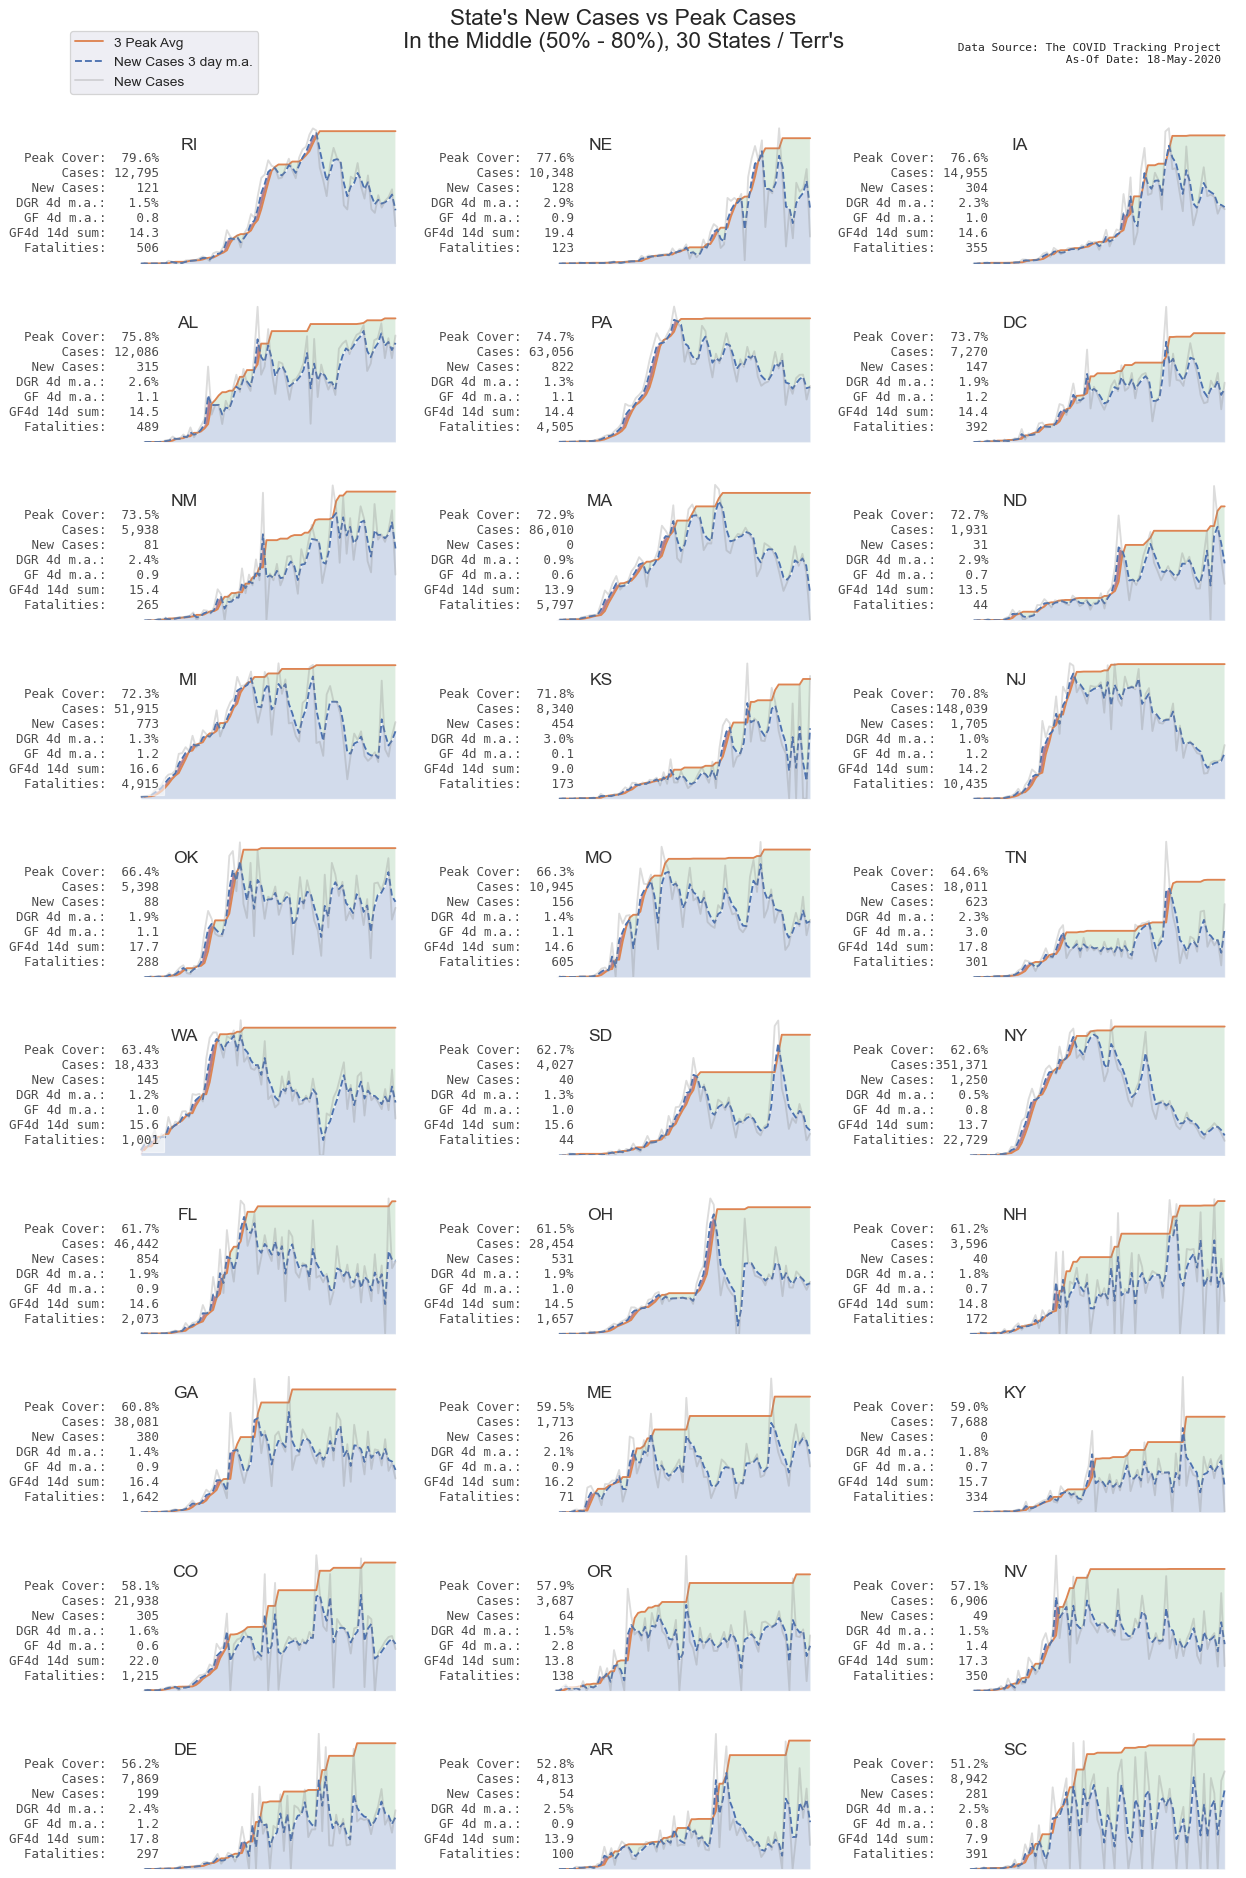 State's New Cases vs Peak Cases
In the Middle (50% - 80%), 30 States / Terr's
3 Peak Avg
New Cases 3 day m.a.
New Cases
Data Source: The COVID Tracking Project
As-Of Date: 18-May-2020
RI
Peak Cover: 79.6%
Cases: 12,795
New Cases: 121
DGR 4d m.a.: 1.5%
GF 4d m.a.: 0.8
GF4d 14d sum: 14.3
Fatalities: 506
NE
Peak Cover: 77.6%
Cases: 10,348
New Cases: 128
DGR 4d m.a.: 2.9%
GF 4d m.a.: 0.9
GF4d 14d sum: 19.4
Fatalities: 123
IA
Peak Cover: 76.6%
Cases: 14,955
New Cases: 304
DGR 4d m.a.: 2.3%
GF 4d m.a.: 1.0
GF4d 14d sum: 14.6
Fatalities: 355
AL
Peak Cover: 75.8%
Cases: 12,086
New Cases: 315
DGR 4d m.a.: 2.6%
GF 4d m.a.: 1.1
GF4d 14d sum: 14.5
Fatalities: 489
PA
Peak Cover: 74.7%
Cases: 63,056
New Cases: 822
DGR 4d m.a.: 1.3%
GF 4d m.a.: 1.1
GF4d 14d sum: 14.4
Fatalities: 4,505
DC
Peak Cover: 73.7%
Cases: 7,270
New Cases: 147
DGR 4d m.a.: 1.9%
GF 4d m.a.: 1.2
GF4d 14d sum: 14.4
Fatalities: 392
NM
Peak Cover: 73.5%
Cases: 5,938
New Cases: 81
DGR 4d m.a.: 2.4%
GF 4d m.a.: 0.9
GF4d 14d sum: 15.4
Fatalities: 265
MA
Peak Cover: 72.9%
Cases: 86,010
New Cases: 0
DGR 4d m.a.: 0.9%
GF 4d m.a.: 0.6
GF4d 14d sum: 13.9
Fatalities: 5,797
ND
Peak Cover: 72.7%
Cases: 1,931
New Cases: 31
DGR 4d m.a.: 2.9%
GF 4d m.a.: 0.7
GF4d 14d sum: 13.5
Fatalities: 44
MI
Peak Cover: 72.3%
Cases: 51,915
New Cases: 773
DGR 4d m.a.: 1.3%
GF 4d m.a.: 1.2
GF4d 14d sum: 16.6
Fatalities: 4,915
KS
Peak Cover: 71.8%
Cases: 8,340
New Cases: 454
DGR 4d m.a.: 3.0%
GF 4d m.a.: 0.1
GF4d 14d sum: 9.0
Fatalities: 173
NJ
Peak Cover: 70.8%
Cases:148,039
New Cases: 1,705
DGR 4d m.a.: 1.0%
GF 4d m.a.: 1.2
GF4d 14d sum: 14.2
Fatalities: 10,435
OK
Peak Cover: 66.4%
Cases: 5,398
New Cases: 88
DGR 4d m.a.: 1.9%
GF 4d m.a.: 1.1
GF4d 14d sum: 17.7
Fatalities: 288
MO
Peak Cover: 66.3%
Cases: 10,945
New Cases: 156
DGR 4d m.a.: 1.4%
GF 4d m.a.: 1.1
GF4d 14d sum: 14.6
Fatalities: 605
TN
Peak Cover: 64.6%
Cases: 18,011
New Cases: 623
DGR 4d m.a.: 2.3%
GF 4d m.a.: 3.0
GF4d 14d sum: 17.8
Fatalities: 301
WA
Peak Cover: 63.4%
Cases: 18,433
New Cases: 145
DGR 4d m.a.: 1.2%
GF 4d m.a.: 1.0
GF4d 14d sum: 15.6
Fatalities: 1,001
SD
Peak Cover: 62.7%
Cases: 4,027
New Cases: 40
DGR 4d m.a.: 1.3%
GF 4d m.a.: 1.0
GF4d 14d sum: 15.6
Fatalities: 44
NY
Peak Cover: 62.6%
Cases:351,371
New Cases: 1,250
DGR 4d m.a.: 0.5%
GF 4d m.a.: 0.8
GF4d 14d sum: 13.7
Fatalities: 22,729
FL
Peak Cover: 61.7%
Cases: 46,442
New Cases: 854
DGR 4d m.a.: 1.9%
GF 4d m.a.: 0.9
GF4d 14d sum: 14.6
Fatalities: 2,073
OH
Peak Cover: 61.5%
Cases: 28,454
New Cases: 531
DGR 4d m.a.: 1.9%
GF 4d m.a.: 1.0
GF4d 14d sum: 14.5
Fatalities: 1,657
NH
Peak Cover: 61.2%
Cases: 3,596
New Cases: 40
DGR 4d m.a.: 1.8%
GF 4d m.a.: 0.7
GF4d 14d sum: 14.8
Fatalities: 172
GA
Peak Cover: 60.8%
Cases: 38,081
New Cases: 380
DGR 4d m.a.: 1.4%
GF 4d m.a.: 0.9
GF4d 14d sum: 16.4
Fatalities: 1,642
ME
Peak Cover: 59.5%
Cases: 1,713
New Cases: 26
DGR 4d m.a.: 2.1%
GF 4d m.a.: 0.9
GF4d 14d sum: 16.2
Fatalities: 71
KY
Peak Cover: 59.0%
Cases: 7,688
New Cases: 0
DGR 4d m.a.: 1.8%
GF 4d m.a.: 0.7
GF4d 14d sum: 15.7
Fatalities: 334
CO
Peak Cover: 58.1%
Cases: 21,938
New Cases: 305
DGR 4d m.a.: 1.6%
GF 4d m.a.: 0.6
GF4d 14d sum: 22.0
Fatalities: 1,215
OR
Peak Cover: 57.9%
Cases: 3,687
New Cases: 64
DGR 4d m.a.: 1.5%
GF 4d m.a.: 2.8
GF4d 14d sum: 13.8
Fatalities: 138
NV
Peak Cover: 57.1%
Cases: 6,906
New Cases: 49
DGR 4d m.a.: 1.5%
GF 4d m.a.: 1.4
GF4d 14d sum: 17.3
Fatalities: 350
DE
Peak Cover: 56.2%
Cases: 7,869
New Cases: 199
DGR 4d m.a.: 2.4%
GF 4d m.a.: 1.2
GF4d 14d sum: 17.8
Fatalities: 297
AR
Peak Cover: 52.8%
Cases: 4,813
New Cases: 54
DGR 4d m.a.: 2.5%
GF 4d m.a.: 0.9
GF4d 14d sum: 13.9
Fatalities: 100
SC
Peak Cover: 51.2%
Cases: 8,942
New Cases: 281
DGR 4d m.a.: 2.5%
GF 4d m.a.: 0.8
GF4d 14d sum: 7.9
Fatalities: 391